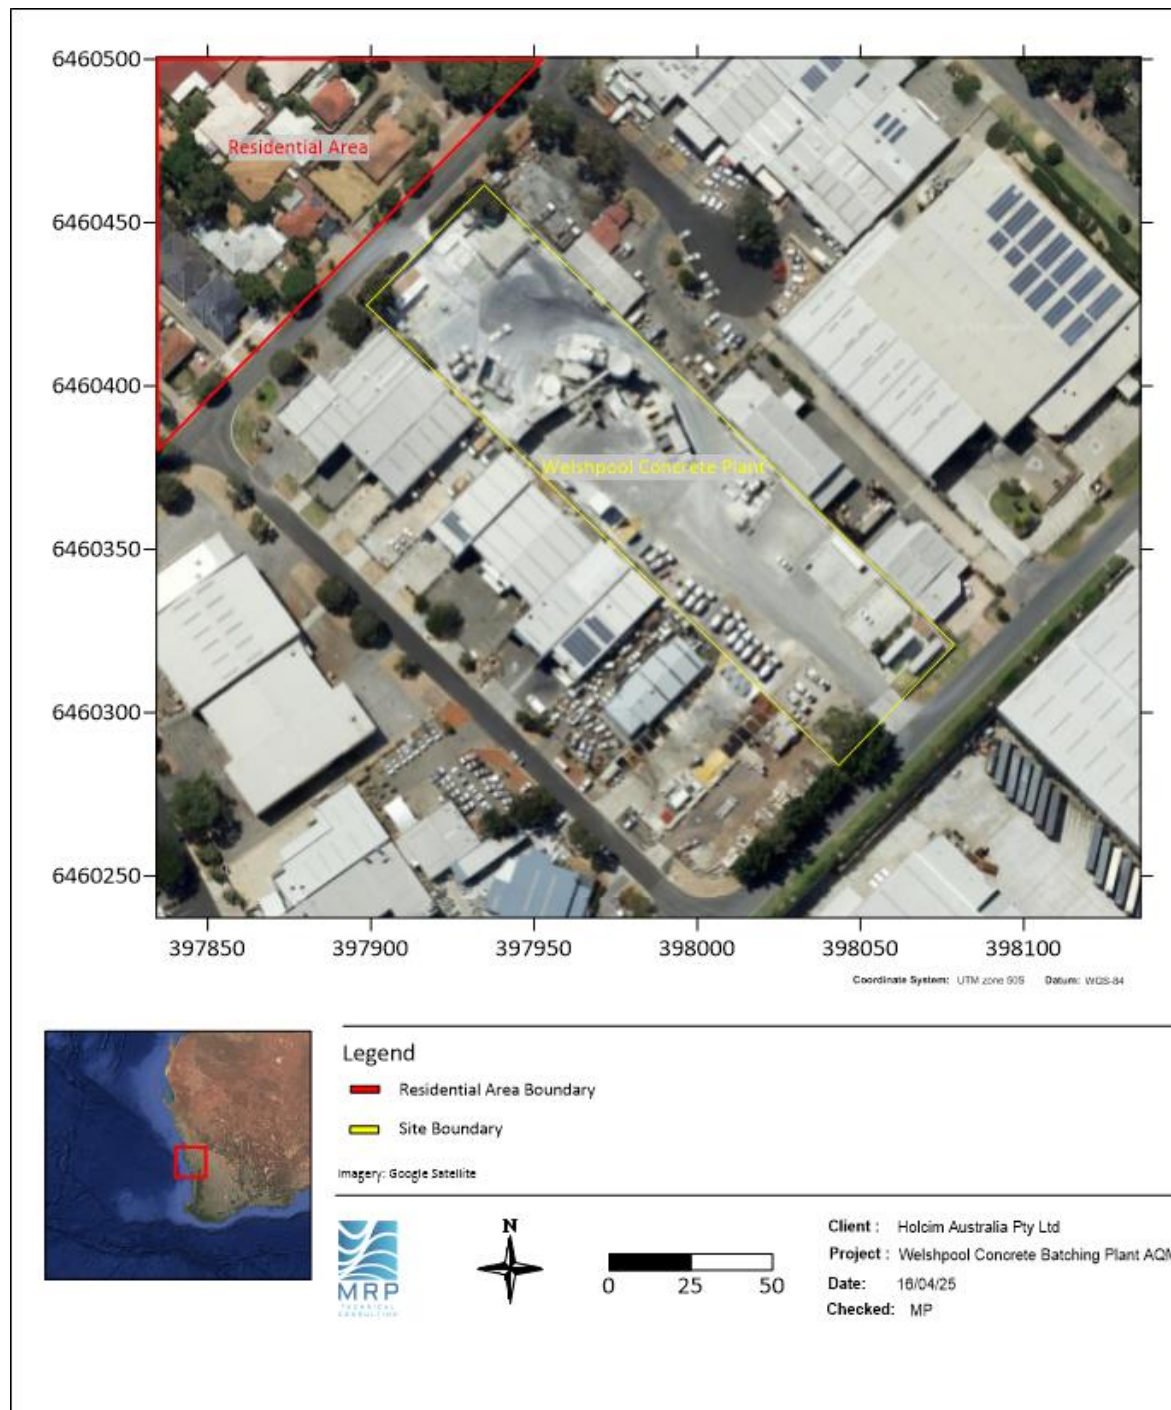 6460500
Residential Area
6460450
6460400
Welshpool Concrete Plant
6460350
6460300
6460250
397850 397900 397950 398000 398050 398100
Coordinate System: UTM zone 50S Datum: WGS-84
Legend
Residential Area Boundary
Site Boundary
Imagery: Google Satellite
N
MRP
TECHNICAL
CONSULTING
0 25 50
Client : Holcim Australia Pty Ltd
Project : Welshpool Concrete Batching Plant AQM
Date: 16/04/25
Checked: MP